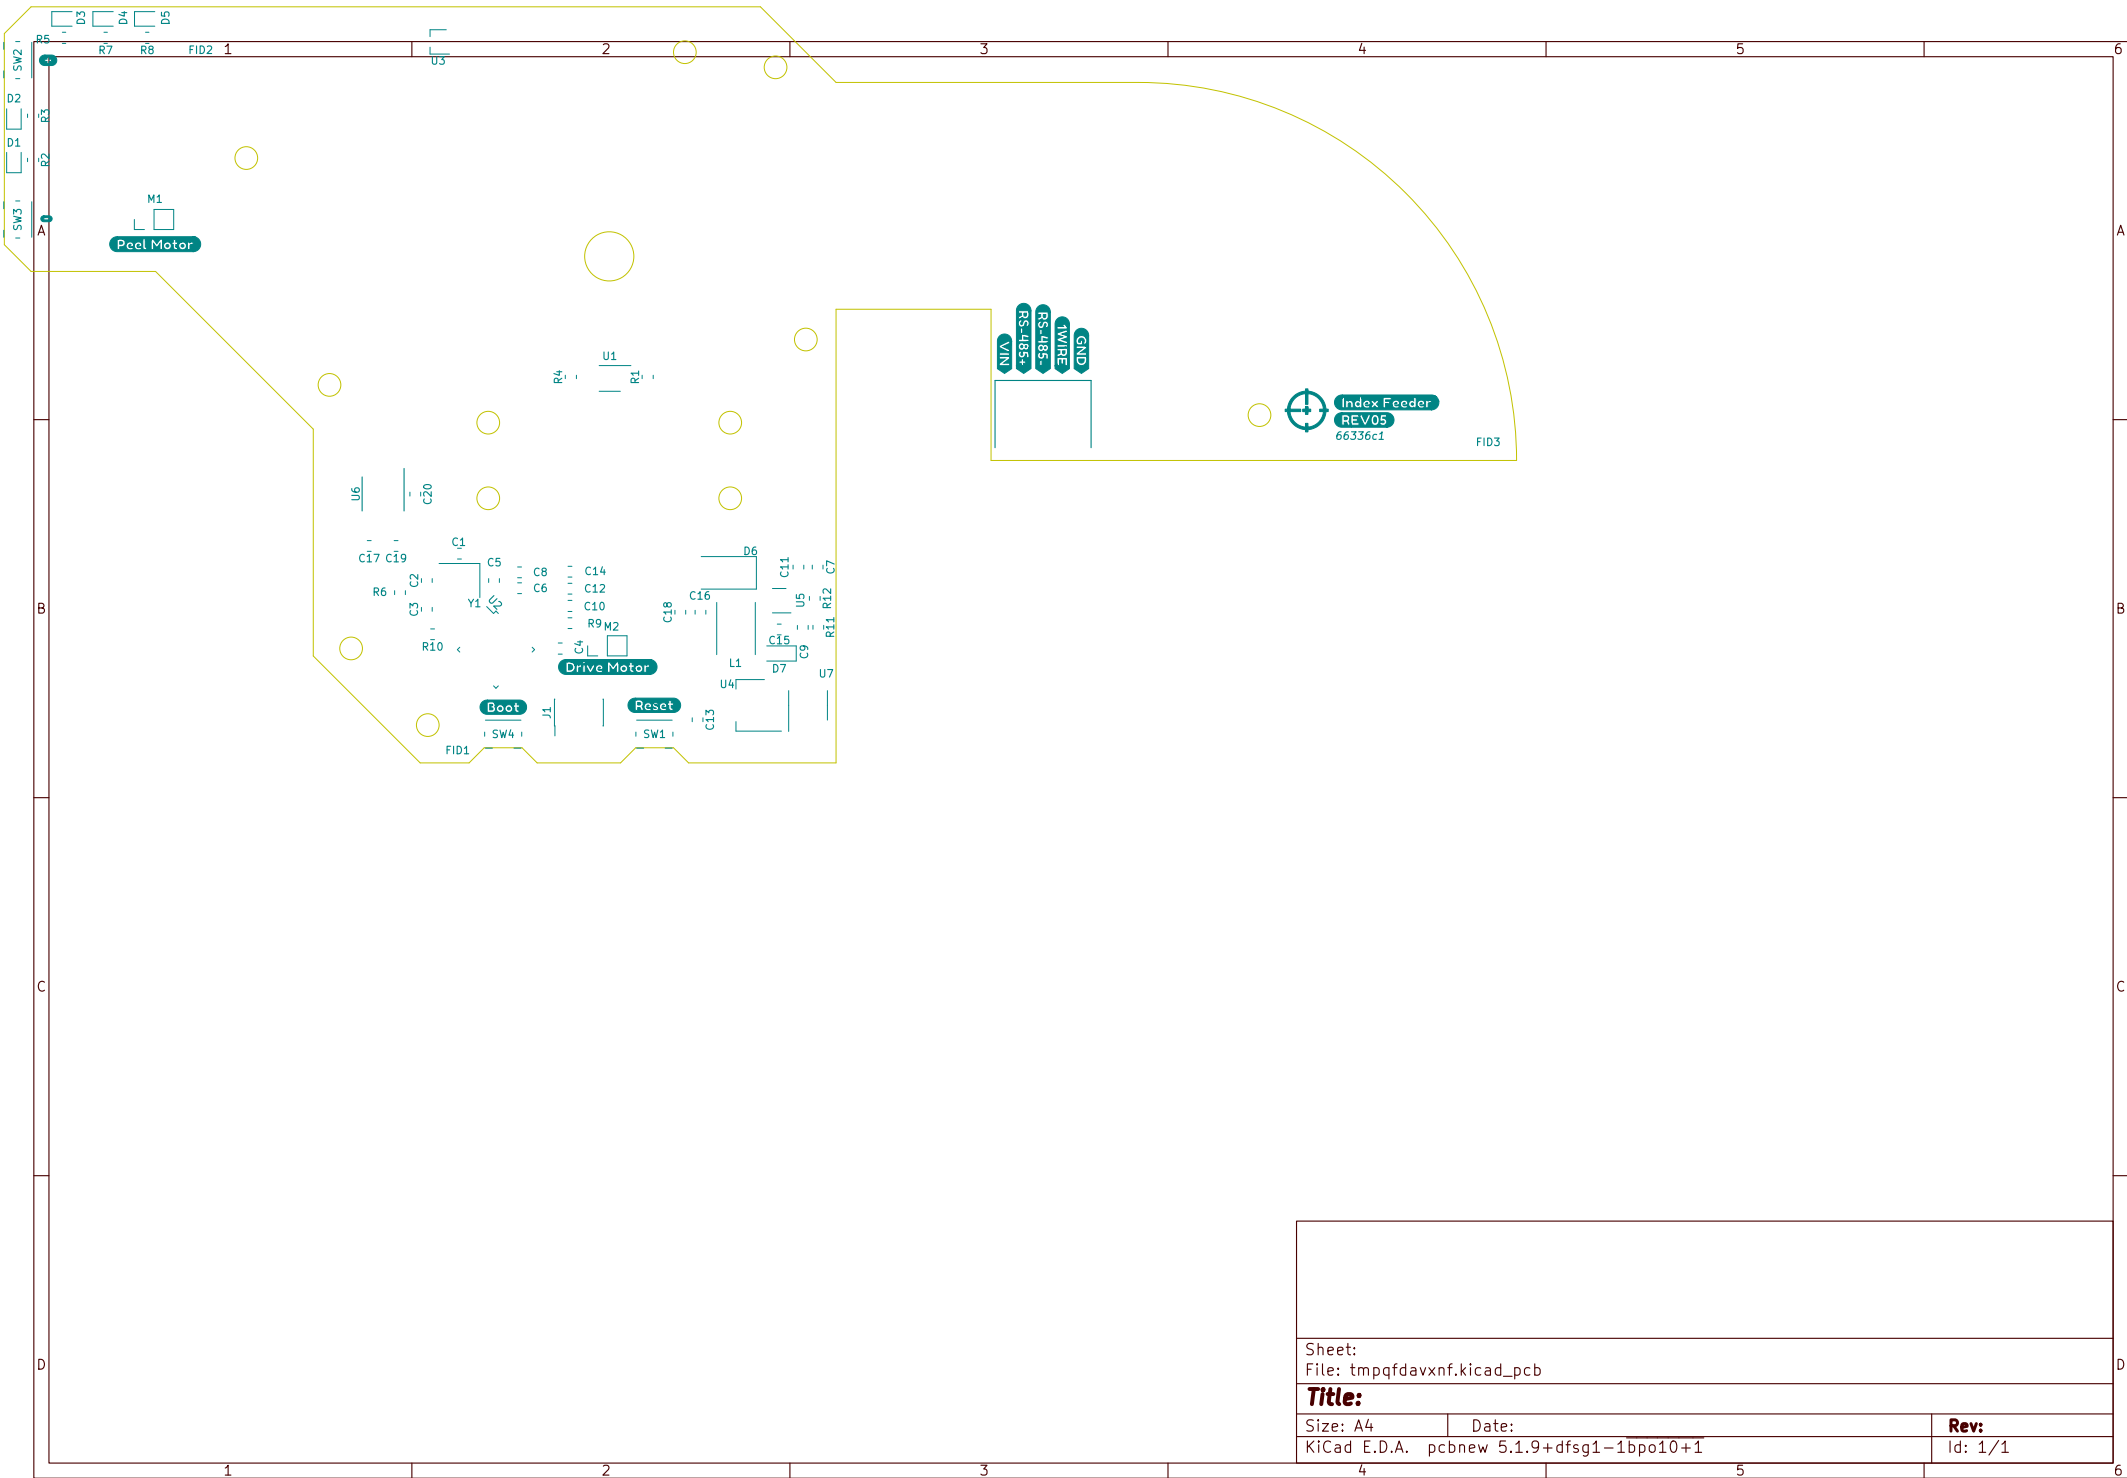 D3
D4
D5
R5
R7
R8
FID2
U3
1
2
3
4
5
6
SW2
D2
R3
D1
R2
SW3
A
A
M1
Peel Motor
VIN
RS-485+
RS-485-
1WIRE
GND
U1
R4
R1
Index Feeder
REV05
66336c1
FID3
U6
C20
C17
C19
C1
C5
C8
C14
C2
C6
C12
R6
C3
Y1
U2
C10
R9
M2
C4
R10
Drive Motor
D6
C11
C7
C16
C18
U5
R12
C15
R11
C9
L1
D7
U4
U7
B
B
Boot
J1
Reset
C13
SW4
SW1
FID1
C
C
D
D
Sheet:
File: tmpqfdavxnf.kicad_pcb
Title:
Size: A4
Date:
Rev:
KiCad E.D.A. pcbnew 5.1.9+dfsg1-1bpo10+1
Id: 1/1
1
2
3
4
5
6